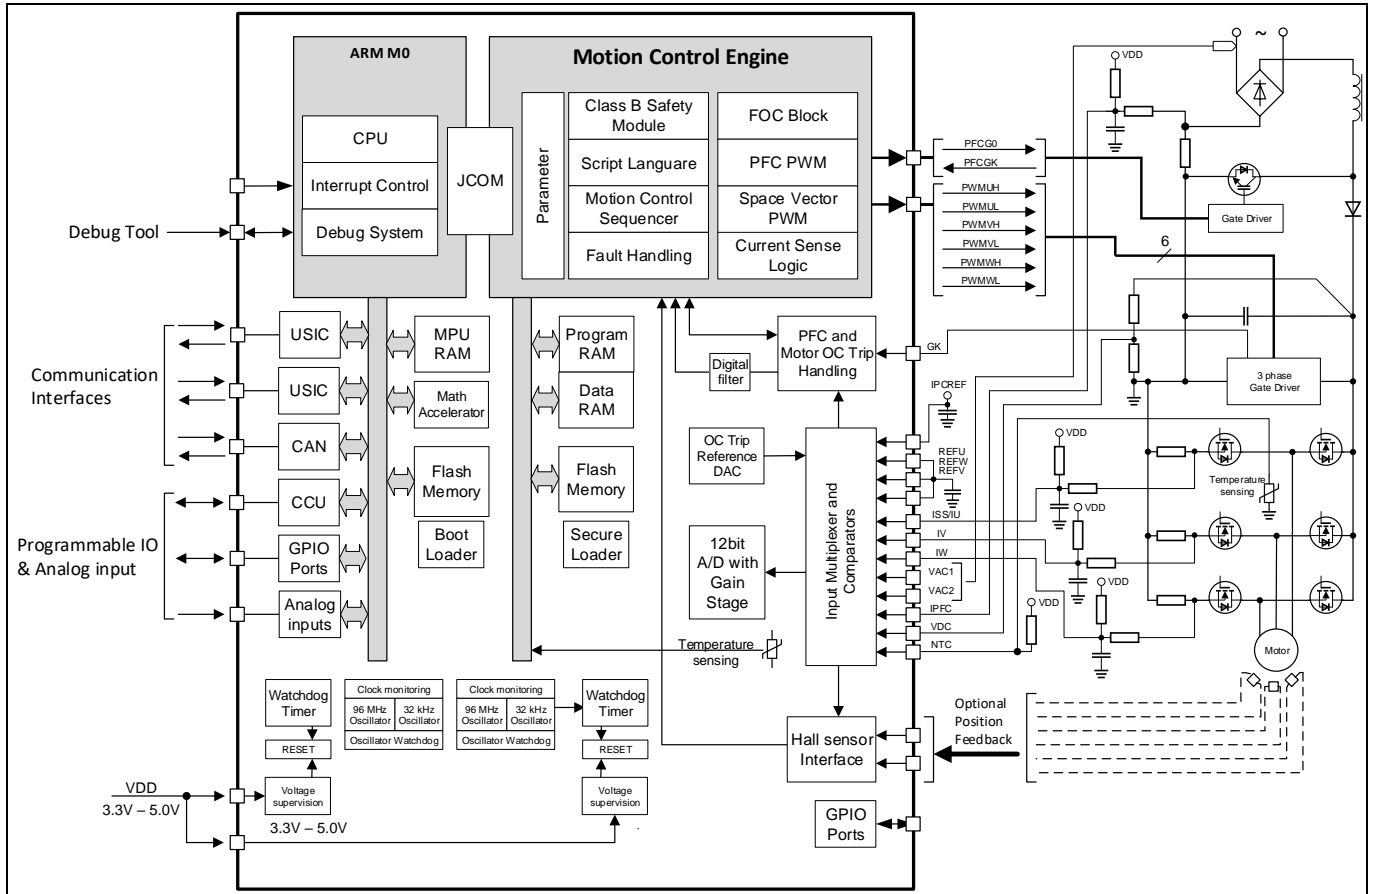 ARM M0
CPU
Interrupt Control
Debug System
JCOM
Motion Control Engine
Parameter
Class B Safety
Module
Script Languare
Motion Control
Sequencer
Fault Handling
FOC Block
PFC PWM
Space Vector
PWM
Current Sense
Logic
Debug Tool
Communication
Interfaces
Programmable IO
& Analog input
USIC
USIC
CAN
CCU
GPIO
Ports
Analog
inputs
MPU
RAM
Math
Accelerator
Flash
Memory
Boot
Loader
Program
RAM
Data
RAM
Flash
Memory
Secure
Loader
Digital
filter
PFC and
Motor OC Trip
Handling
OC Trip
Reference
DAC
12bit
A/D with
Gain
Stage
Input Multiplexer and
Comparators
Temperature
sensing
Hall sensor
Interface
GPIO
Ports
Watchdog
Timer
RESET
Voltage
supervision
Clock monitoring
96 MHz
Oscillator
32 kHz
Oscillator
Oscillator Watchdog
Clock monitoring
96 MHz
Oscillator
32 kHz
Oscillator
Oscillator Watchdog
Watchdog
Timer
RESET
Voltage
supervision
VDD
3.3V – 5.0V
3.3V – 5.0V
PFCG0
PFCGK
PWMUH
PWMUL
PWMVH
PWMVL
PWMWH
PWMWL
GK
IPCREF
REFU
REFW
REFV
ISS/IU
IV
IW
VAC1
VAC2
IPFC
VDC
NTC
VDD
~
Gate Driver
6
3 phase
Gate Driver
VDD
VDD
VDD
VDD
Temperature
sensing
Motor
Optional
Position
Feedback